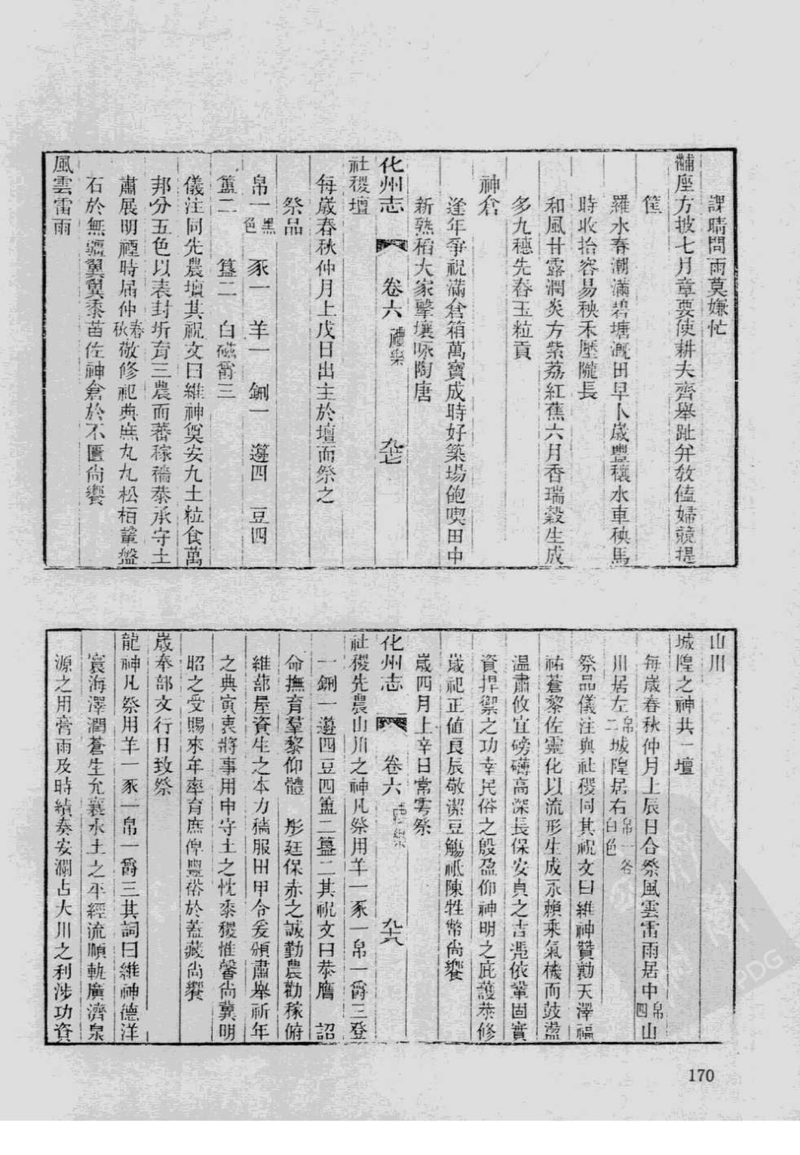 課晴問雨莫嫌忙
黼座方披七月章要使耕夫齊舉趾幷敎饁婦競提
筐
羅水春潮滿碧塘漑田早卜歲豐穰水車秧馬
時收拾容易秧禾歷隴長
和風甘露潤炎方紫荔紅蕉六月香瑞穀生成
多九穗先春玉粒貢
神倉
逢年爭祝滿倉箱萬寶成時好築場飽喫田中
新熟稻大家擊壤咏陶唐
化州志 卷六 禮樂 九七
社稷壇
每歲春秋仲月上戊日出主於壇而祭之
祭品
帛一黑色 豕一 羊一 鉶一 籩四 豆四
簠二 簋二 白磁爵三
儀注同先農壇其祝文曰維神奠安九土粒食萬
邦分五色以表封圻育三農而蕃稼穡恭承守土
肅展明禋時届仲春秋敬修祀典庶丸丸松栢鞏盤
石於無疆翼翼黍苗佐神倉於不匱尙饗
風雲雷雨
山川
城隍之神共一壇
每歲春秋仲月上辰日合祭風雲雷雨居中帛四山
川居左帛二城隍居右帛一各白色
祭品儀注與社稷同其祝文曰維神贊勷天澤福
祐蒼黎佐靈化以流形生成永賴乘氣機而鼓盪
溫肅攸宜磅礡高深長保安貞之吉凭依鞏固實
資捍禦之功幸民俗之殷盈仰神明之庇護恭修
歲祀正値良辰敬潔豆觴祇陳牲幣尙饗
歲四月上辛日常雩祭
化州志 卷六 禮樂 九六
社稷先農山川之神凡祭用羊一豕一帛一爵三登
一鉶一籩四豆四簠二簋二其祝文曰恭膺 詔
命撫育羣黎仰體 彤廷保赤之誠勤農勸稼俯
維蔀屋資生之本力穡服田甲令爰頒肅舉祈年
之典寅衷將事用申守土之忱黍稷惟馨尙冀明
昭之受賜來年率育庶俾豐裕於蓋藏尙饗
歲奉部文行日致祭
龍神凡祭用羊一豕一帛一爵三其詞曰維神德洋
寰海澤潤蒼生允襄水土之平經流順軌廣濟泉
源之用膏雨及時績奏安瀾占大川之利涉功資
170